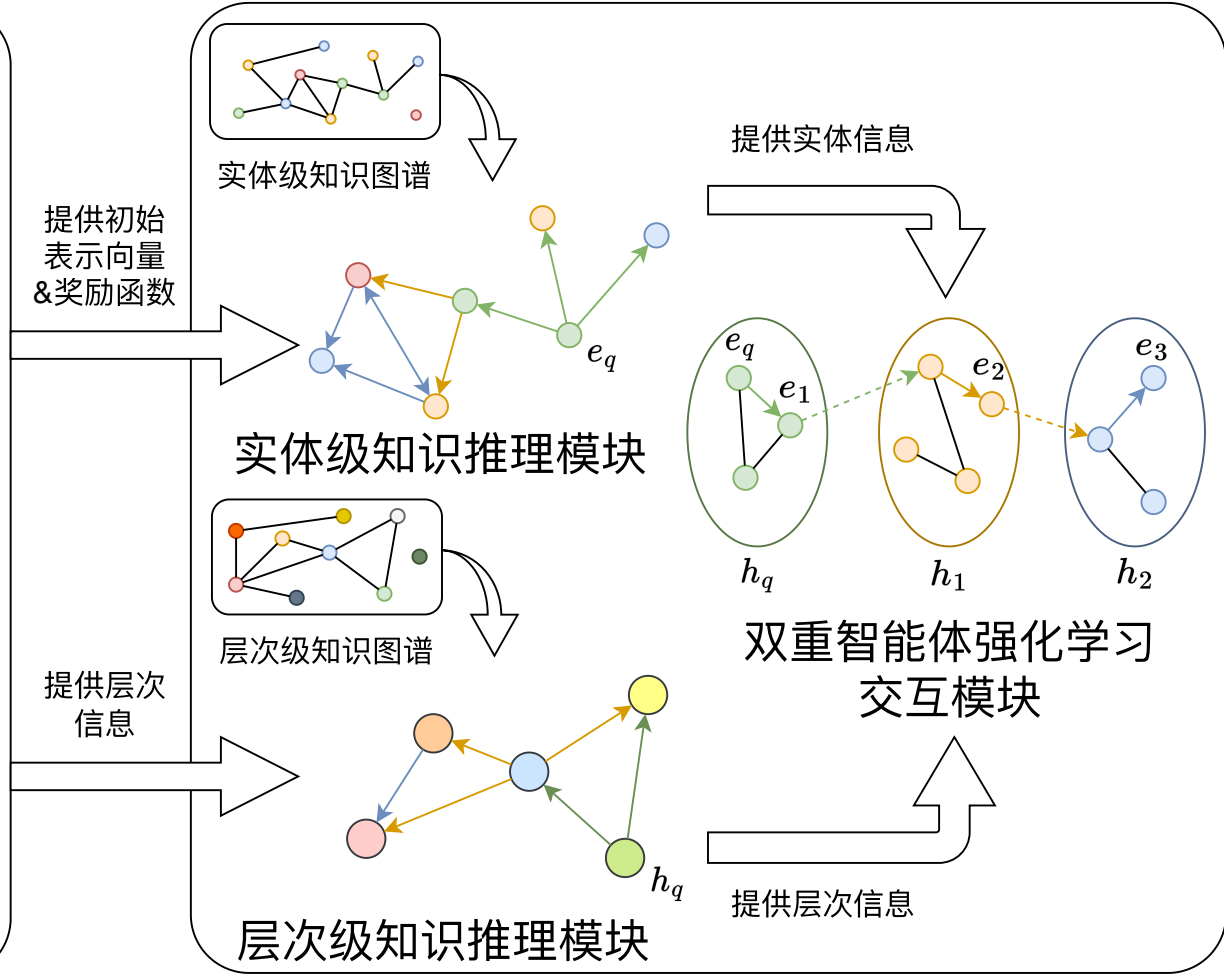 提供初始
表示向量
&奖励函数
提供层次
信息
实体级知识图谱
e_q
实体级知识推理模块
层次级知识图谱
h_q
层次级知识推理模块
提供实体信息
e_q
e_1
e_2
e_3
h_q
h_1
h_2
双重智能体强化学习
交互模块
提供层次信息